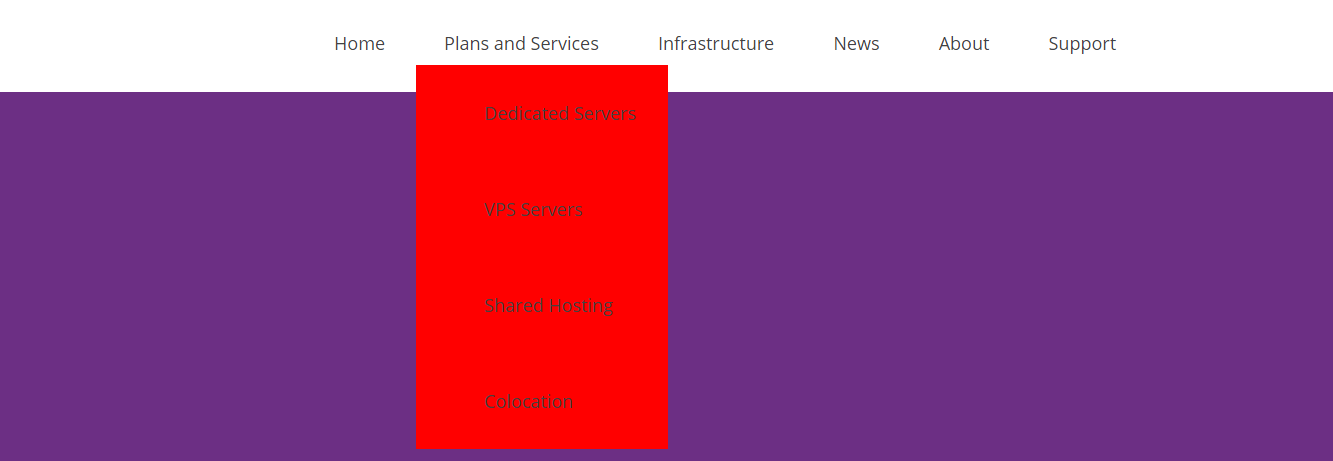 Home Plans and Services Infrastructure News About Support
Dedicated Servers
VPS Servers
Shared Hosting
Colocation